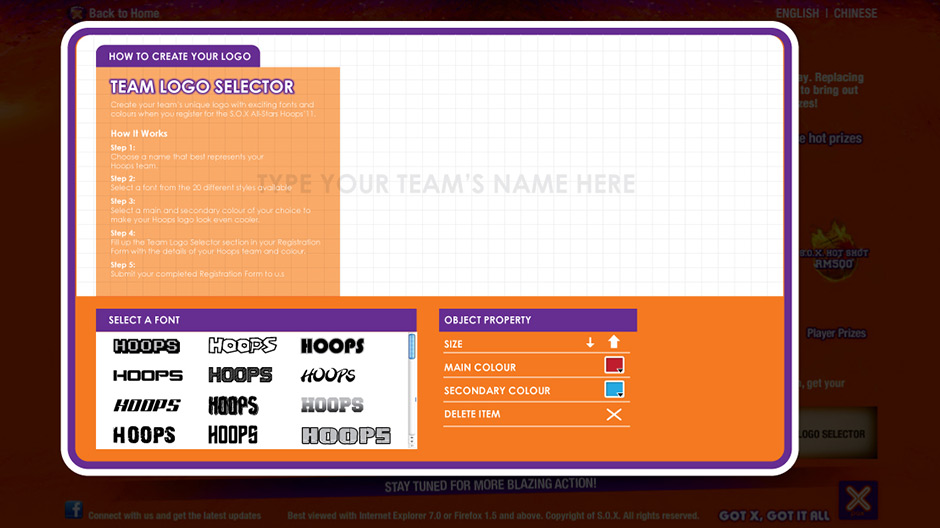 Back to Home
ENGLISH | CHINESE
HOW TO CREATE YOUR LOGO
TEAM LOGO SELECTOR
Create your team's unique logo with exciting fonts and
colours when you register for the S.O.X All-Stars Hoops'11.
How It Works
Step 1:
Choose a name that best represents your
Hoops team.
Step 2:
Select a font from the 20 different styles available
Step 3:
Select a main and secondary colour of your choice to
make your Hoops logo look even cooler.
Step 4:
Fill up the Team Logo Selector section in your Registration
Form with the details of your Hoops team and colour.
Step 5:
Submit your completed Registration Form to u.s
TYPE YOUR TEAM'S NAME HERE
ay. Replacing
to bring out
zes!
e hot prizes
S.O.X HOT SHOT
RM500
Player Prizes
, get your
LOGO SELECTOR
SELECT A FONT
HOOPS HOOPS HOOPS
HOOPS HOOPS HOOPS
HOOPS HOOPS HOOPS
HOOPS HOOPS HOOPS
OBJECT PROPERTY
SIZE
MAIN COLOUR
SECONDARY COLOUR
DELETE ITEM
STAY TUNED FOR MORE BLAZING ACTION!
Connect with us and get the latest updates
Best viewed with Internet Explorer 7.0 or Firefox 1.5 and above. Copyright of S.O.X. All rights reserved.
GOT X, GOT IT ALL